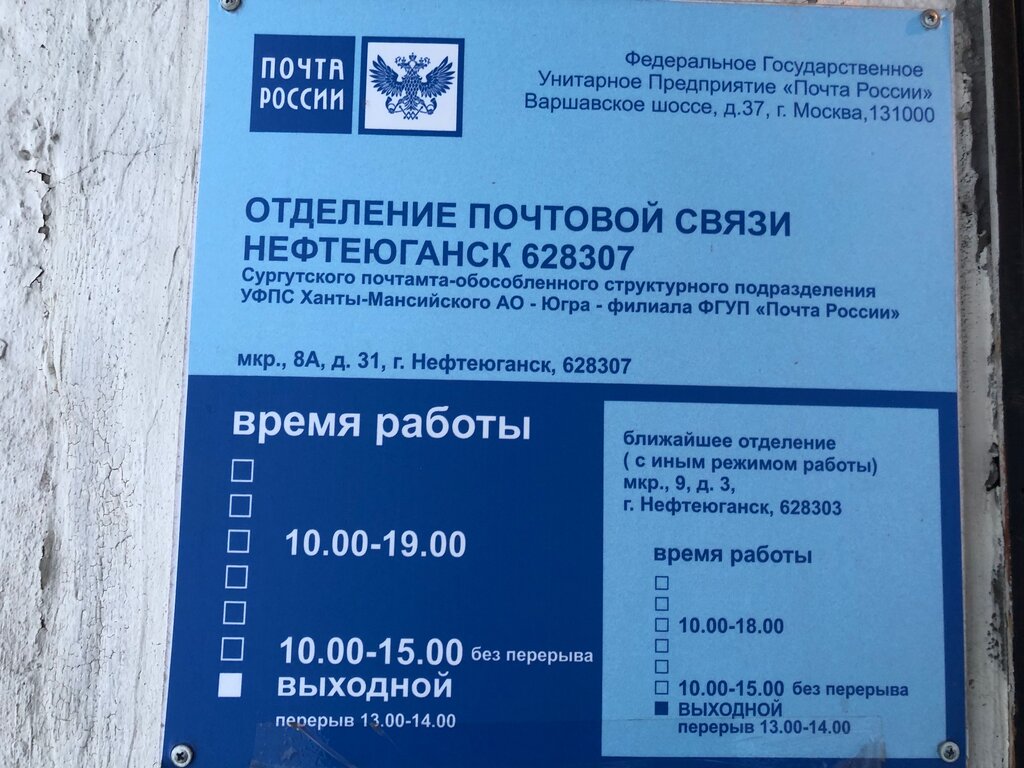 ПОЧТА
РОССИИ
Федеральное Государственное
Унитарное Предприятие «Почта России»
Варшавское шоссе, д.37, г. Москва,131000
ОТДЕЛЕНИЕ ПОЧТОВОЙ СВЯЗИ
НЕФТЕЮГАНСК 628307
Сургутского почтамта-обособленного структурного подразделения
УФПС Ханты-Мансийского АО - Югра - филиала ФГУП «Почта России»
мкр., 8А, д. 31, г. Нефтеюганск, 628307
время работы
10.00-19.00
10.00-15.00 без перерыва
ВЫХОДНОЙ
перерыв 13.00-14.00
ближайшее отделение
( с иным режимом работы)
мкр., 9, д. 3,
г. Нефтеюганск, 628303
время работы
10.00-18.00
10.00-15.00 без перерыва
ВЫХОДНОЙ
перерыв 13.00-14.00